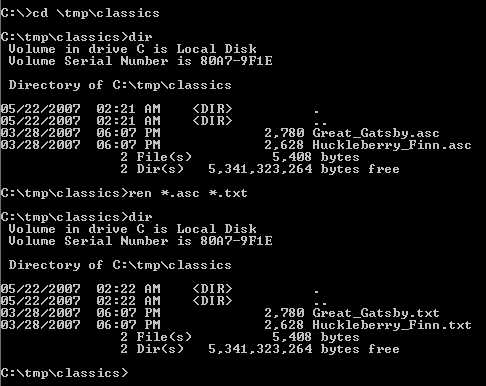 C:\>cd \tmp\classics
C:\tmp\classics>dir
 Volume in drive C is Local Disk
 Volume Serial Number is 80A7-9F1E
 Directory of C:\tmp\classics
05/22/2007  02:21 AM    <DIR>          .
05/22/2007  02:21 AM    <DIR>          ..
03/28/2007  06:07 PM             2,780 Great_Gatsby.asc
03/28/2007  06:07 PM             2,628 Huckleberry_Finn.asc
               2 File(s)          5,408 bytes
               2 Dir(s)   5,341,323,264 bytes free
C:\tmp\classics>ren *.asc *.txt
C:\tmp\classics>dir
 Volume in drive C is Local Disk
 Volume Serial Number is 80A7-9F1E
 Directory of C:\tmp\classics
05/22/2007  02:22 AM    <DIR>          .
05/22/2007  02:22 AM    <DIR>          ..
03/28/2007  06:07 PM             2,780 Great_Gatsby.txt
03/28/2007  06:07 PM             2,628 Huckleberry_Finn.txt
               2 File(s)          5,408 bytes
               2 Dir(s)   5,341,323,264 bytes free
C:\tmp\classics>